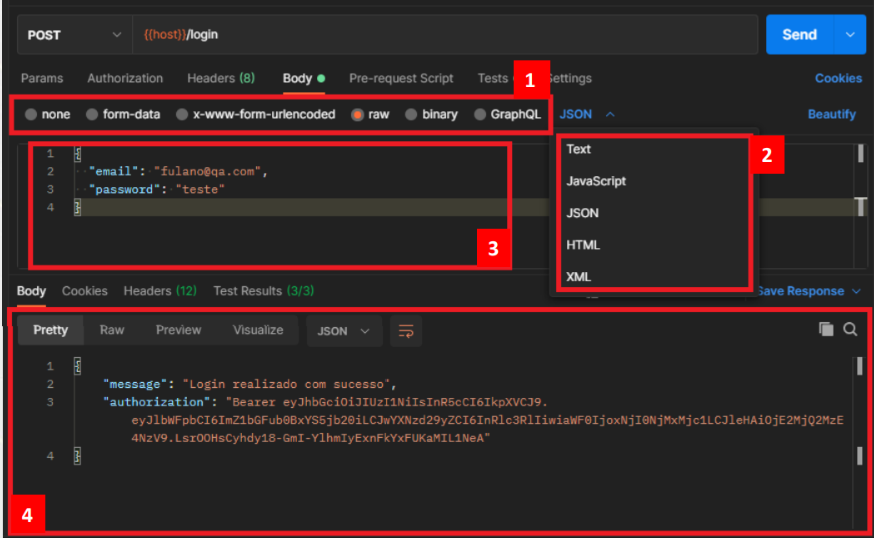 POST {{host}}/login Send
Params Authorization Headers (8) Body Pre-request Script Tests Settings Cookies
1
none form-data x-www-form-urlencoded raw binary GraphQL JSON Beautify
1 {
2 "email": "fulano@qa.com",
3 "password": "teste"
4 }
3
Text
JavaScript
JSON
HTML
XML
2
Body Cookies Headers (12) Test Results (3/3) Save Response
Pretty Raw Preview Visualize JSON
1 {
2 "message": "Login realizado com sucesso",
3 "authorization": "Bearer eyJhbGciOiJIUzI1NiIsInR5cCI6IkpXVCJ9.
eyJlbWFpbCI6ImZ1bGFub0BxYS5jb20iLCJwYXNzd29yZCI6InRlc3RlIiwiaWF0IjoxNjI0NjMxMjc1LCJleHAiOjE2MjQ2MzE
4NzV9.LsrOOHsCyhdy18-GmI-YlhmIyExnFkYxFUKaMIL1NeA"
4 }
4